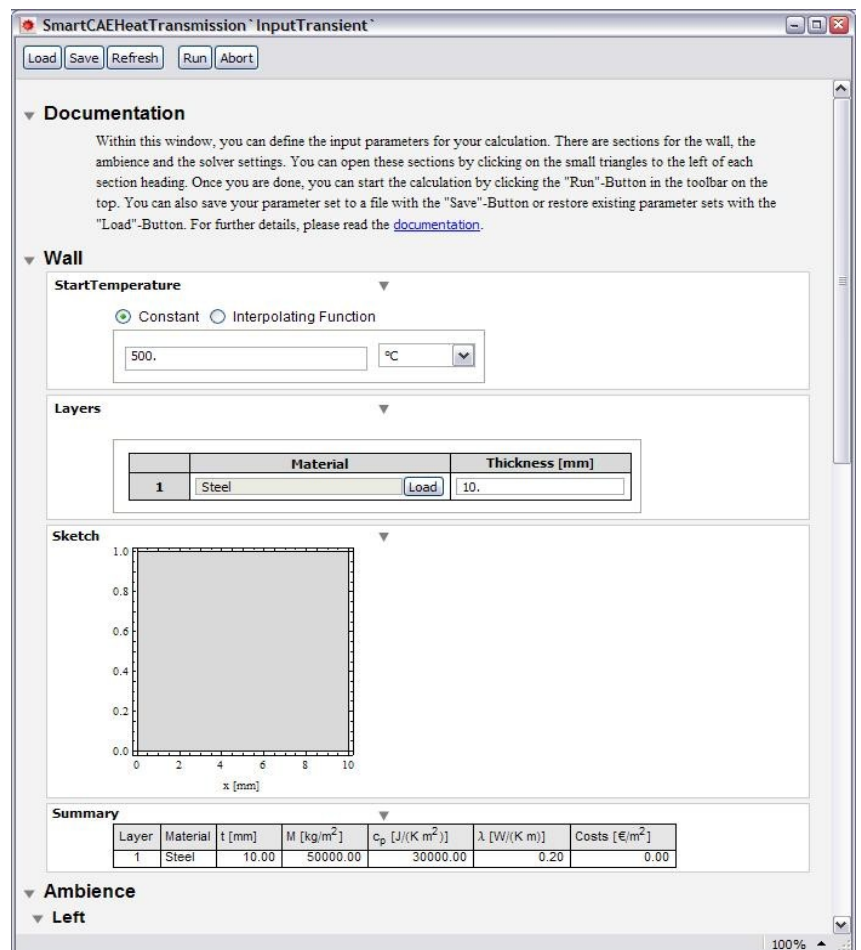 SmartCAEHeatTransmission`InputTransient`
Load Save Refresh Run Abort
Documentation
Within this window, you can define the input parameters for your calculation. There are sections for the wall, the
ambience and the solver settings. You can open these sections by clicking on the small triangles to the left of each
section heading. Once you are done, you can start the calculation by clicking the "Run"-Button in the toolbar on the
top. You can also save your parameter set to a file with the "Save"-Button or restore existing parameter sets with the
"Load"-Button. For further details, please read the documentation.
Wall
StartTemperature
Constant Interpolating Function
500. °C
Layers
Material Thickness [mm]
1 Steel Load 10.
Sketch
1.0
0.8
0.6
0.4
0.2
0.0
0 2 4 6 8 10
x [mm]
Summary
Layer Material t [mm] M [kg/m²] cₚ [J/(K m²)] λ [W/(K m)] Costs [€/m²]
1 Steel 10.00 50000.00 30000.00 0.20 0.00
Ambience
Left
100%